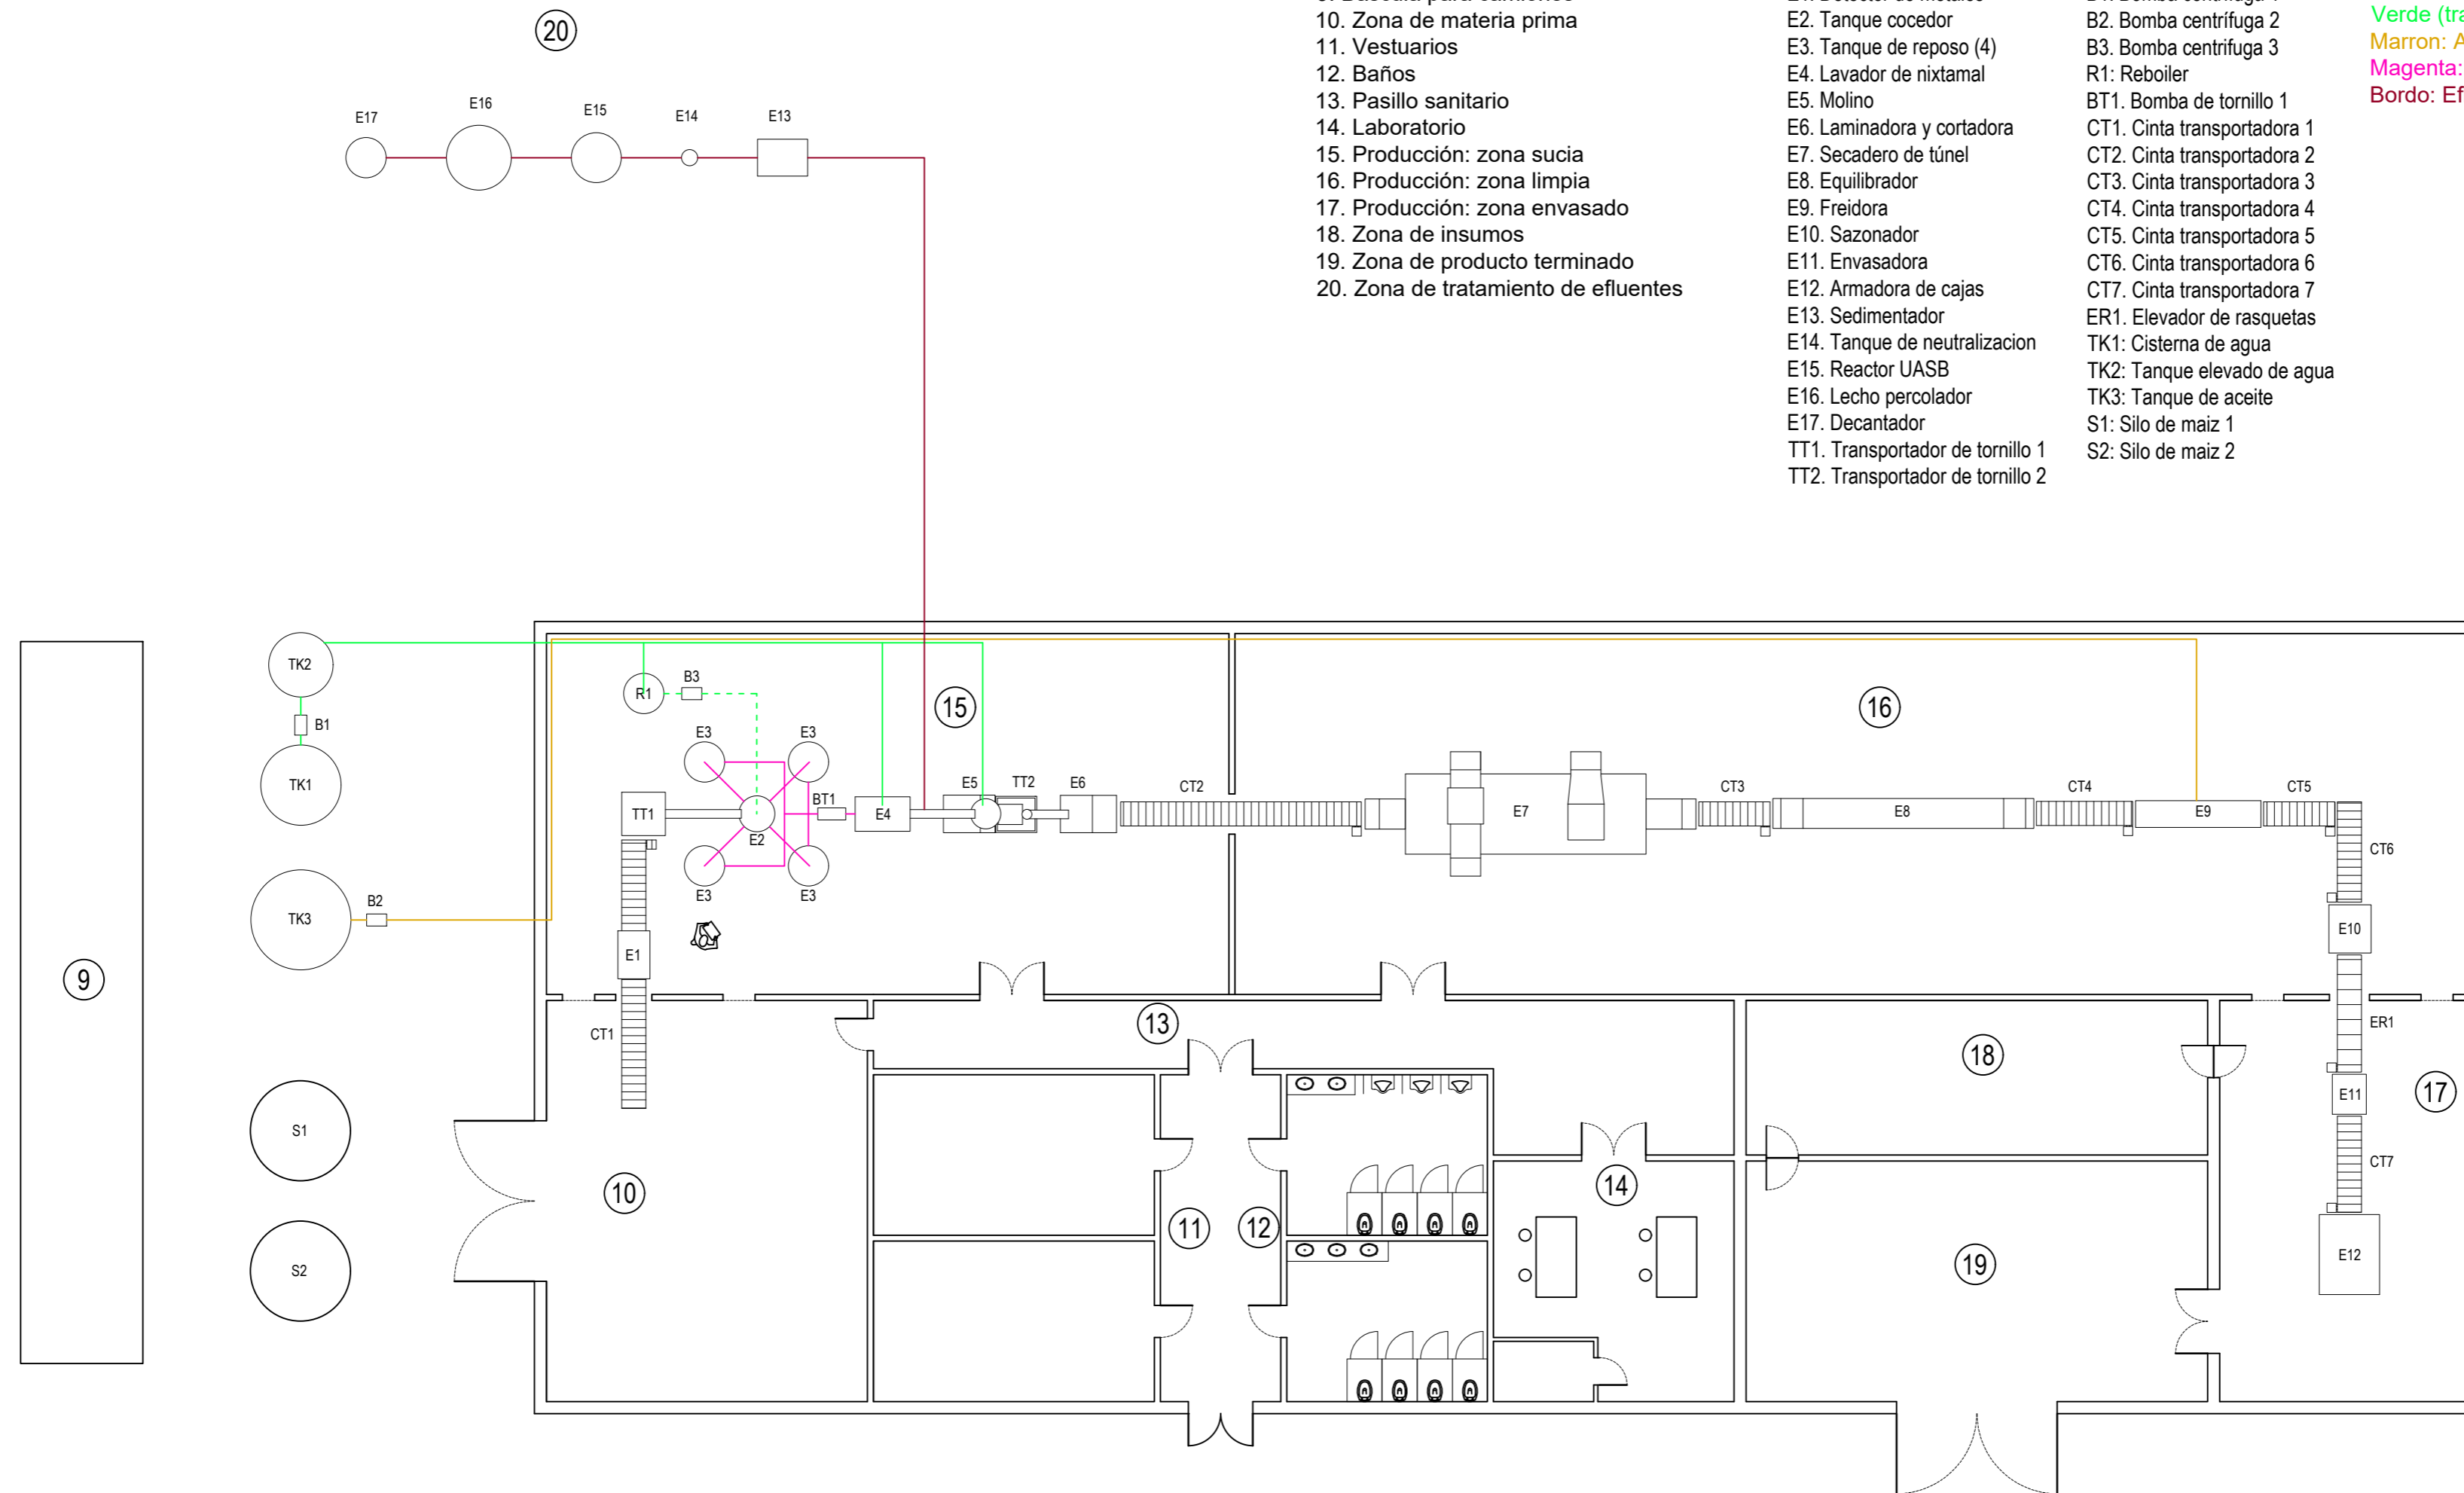 10. Zona de materia prima
11. Vestuarios
12. Baños
13. Pasillo sanitario
14. Laboratorio
15. Producción: zona sucia
16. Producción: zona limpia
17. Producción: zona envasado
18. Zona de insumos
19. Zona de producto terminado
20. Zona de tratamiento de efluentes
E2. Tanque cocedor
E3. Tanque de reposo (4)
E4. Lavador de nixtamal
E5. Molino
E6. Laminadora y cortadora
E7. Secadero de túnel
E8. Equilibrador
E9. Freidora
E10. Sazonador
E11. Envasadora
E12. Armadora de cajas
E13. Sedimentador
E14. Tanque de neutralizacion
E15. Reactor UASB
E16. Lecho percolador
E17. Decantador
TT1. Transportador de tornillo 1
TT2. Transportador de tornillo 2
B2. Bomba centrífuga 2
B3. Bomba centrifuga 3
R1: Reboiler
BT1. Bomba de tornillo 1
CT1. Cinta transportadora 1
CT2. Cinta transportadora 2
CT3. Cinta transportadora 3
CT4. Cinta transportadora 4
CT5. Cinta transportadora 5
CT6. Cinta transportadora 6
CT7. Cinta transportadora 7
ER1. Elevador de rasquetas
TK1: Cisterna de agua
TK2: Tanque elevado de agua
TK3: Tanque de aceite
S1: Silo de maiz 1
S2: Silo de maiz 2
Verde
Marron:
Magenta:
Bordo:
20
E17
E16
E15
E14
E13
TK2
B1
TK1
TK3
B2
9
S1
S2
R1
B3
15
16
E3
E3
TT1
E2
BT1
E4
E5
TT2
E6
CT2
E7
CT3
E8
CT4
E9
CT5
E3
E3
CT6
E1
E10
CT1
13
18
ER1
E11
17
10
11
12
14
19
CT7
E12